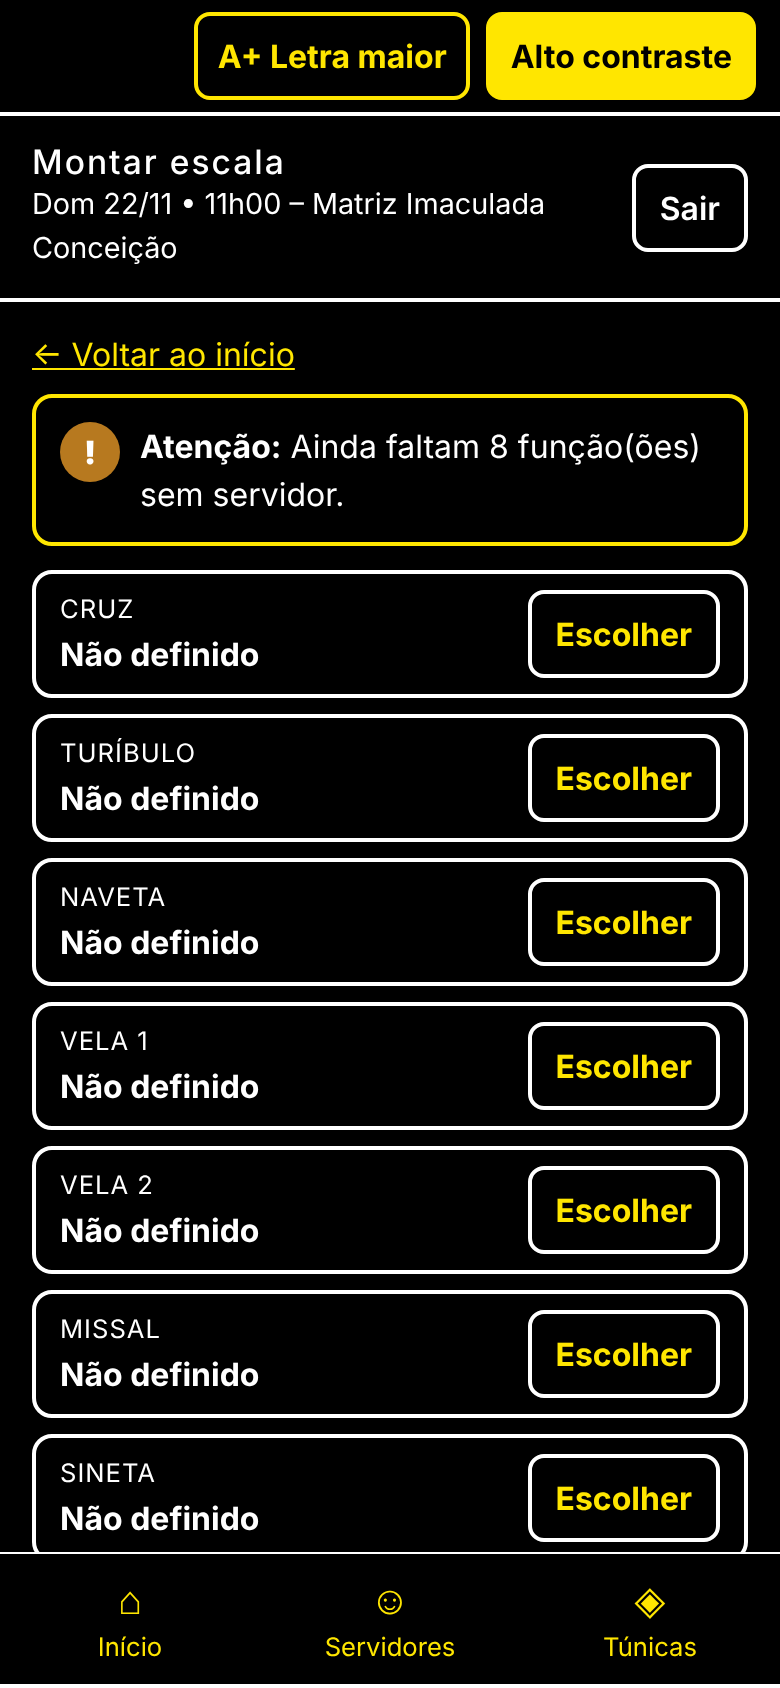 A+ Letra maior
Alto contraste
Montar escala
Dom 22/11 • 11h00 – Matriz Imaculada
Conceição
Sair
← Voltar ao início
! Atenção: Ainda faltam 8 função(ões)
sem servidor.
CRUZ
Não definido
Escolher
TURÍBULO
Não definido
Escolher
NAVETA
Não definido
Escolher
VELA 1
Não definido
Escolher
VELA 2
Não definido
Escolher
MISSAL
Não definido
Escolher
SINETA
Não definido
Escolher
Início
Servidores
Túnicas